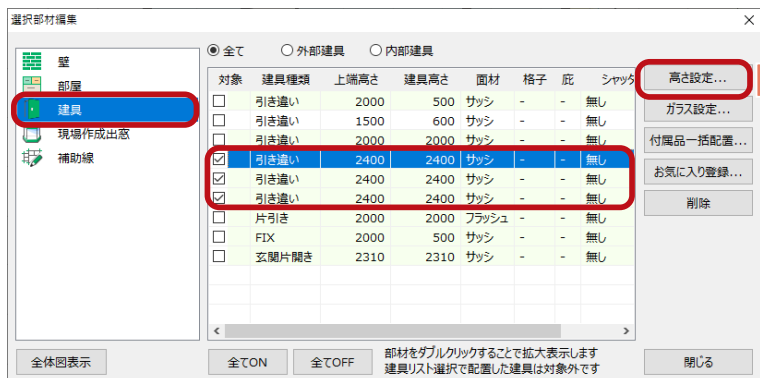 選択部材編集
壁
部屋
建具
現場作成出窓
補助線
全て 外部建具 内部建具
対象 建具種類 上端高さ 建具高さ 面材 格子 庇 シャッタ
引き違い 2000 500 サッシ - - 無し
引き違い 1500 600 サッシ - - 無し
引き違い 2000 2000 サッシ - - 無し
引き違い 2400 2400 サッシ - - 無し
引き違い 2400 2400 サッシ - - 無し
引き違い 2400 2400 サッシ - - 無し
片引き 2000 2000 フラッシュ - - 無し
FIX 2000 500 サッシ - - 無し
玄関片開き 2310 2310 サッシ - - 無し
高さ設定...
ガラス設定...
付属品一括配置...
お気に入り登録...
削除
全体図表示
全てON
全てOFF
部材をダブルクリックすることで拡大表示します
建具リスト選択で配置した建具は対象外です
閉じる